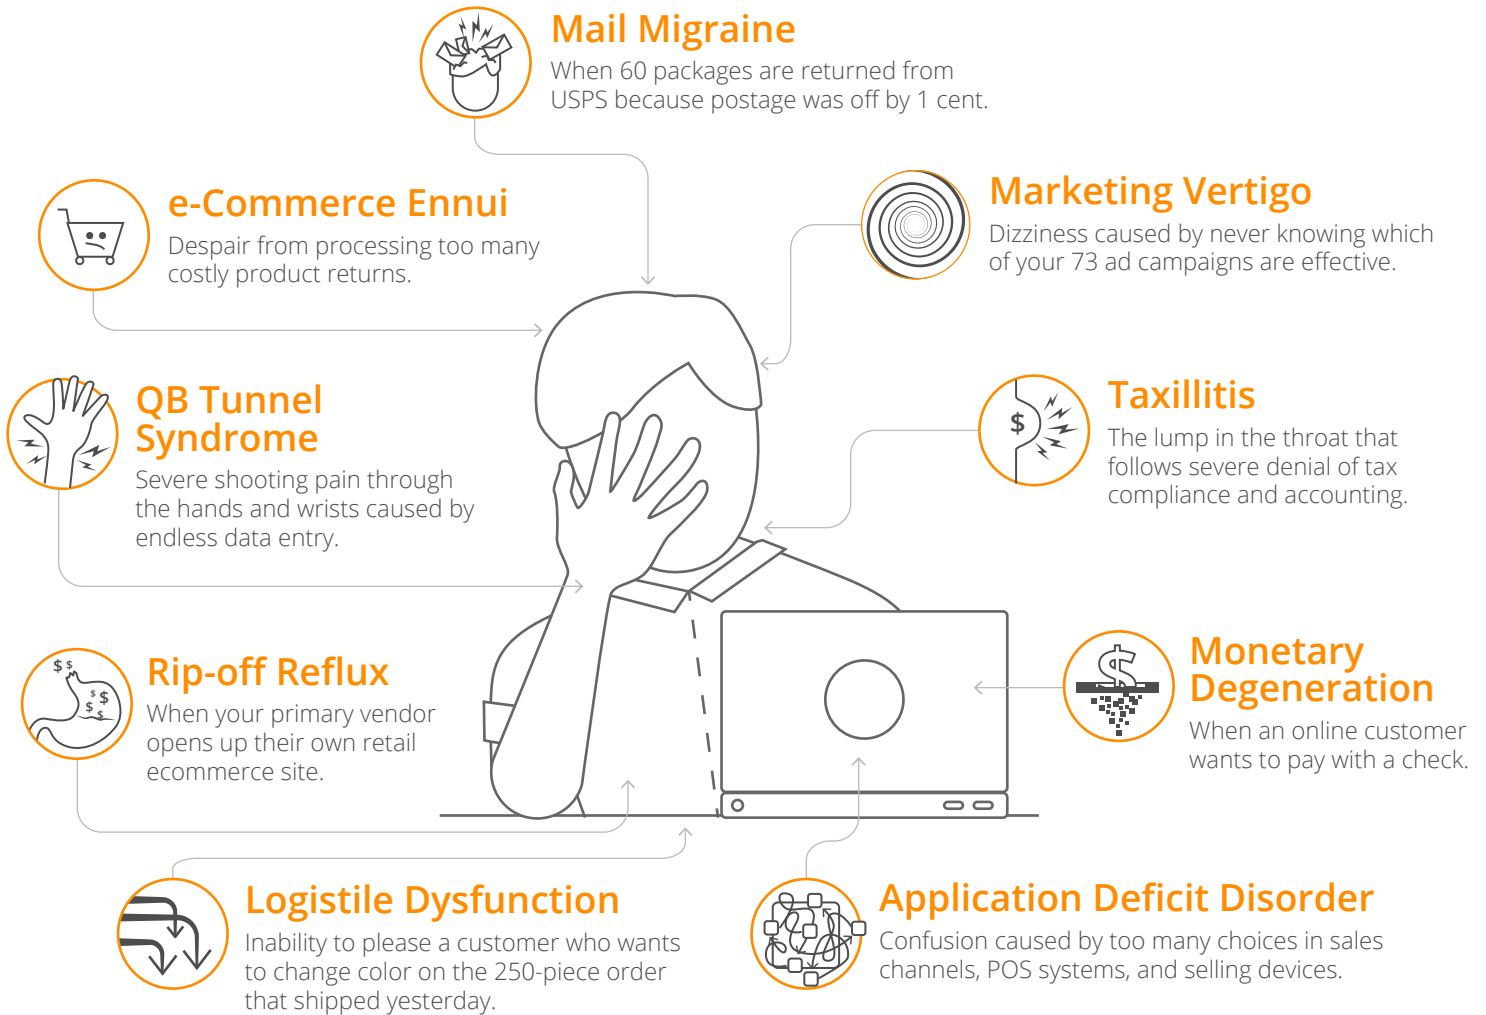 Mail Migraine
When 60 packages are returned from
USPS because postage was off by 1 cent.
e-Commerce Ennui
Despair from processing too many
costly product returns.
Marketing Vertigo
Dizziness caused by never knowing which
of your 73 ad campaigns are effective.
QB Tunnel
Syndrome
Severe shooting pain through
the hands and wrists caused by
endless data entry.
$
Taxillitis
The lump in the throat that
follows severe denial of tax
compliance and accounting.
$ $
$ $
$ $
Rip-off Reflux
When your primary vendor
opens up their own retail
ecommerce site.
$
Monetary
Degeneration
When an online customer
wants to pay with a check.
Logistile Dysfunction
Inability to please a customer who wants
to change color on the 250-piece order
that shipped yesterday.
Application Deficit Disorder
Confusion caused by too many choices in sales
channels, POS systems, and selling devices.